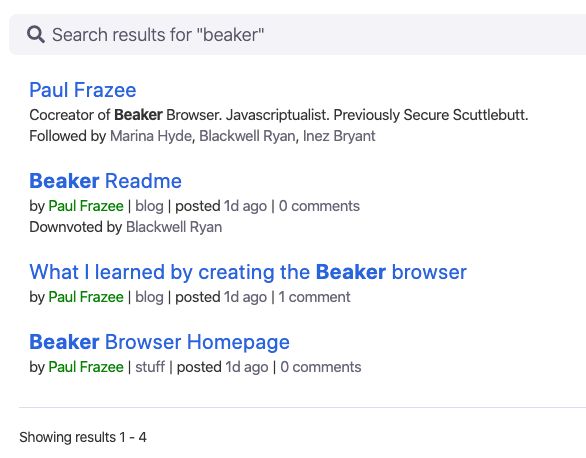 Search results for "beaker"
Paul Frazee
Cocreator of Beaker Browser. Javascriptualist. Previously Secure Scuttlebutt.
Followed by Marina Hyde, Blackwell Ryan, Inez Bryant
Beaker Readme
by Paul Frazee | blog | posted 1d ago | 0 comments
Downvoted by Blackwell Ryan
What I learned by creating the Beaker browser
by Paul Frazee | blog | posted 1d ago | 1 comment
Beaker Browser Homepage
by Paul Frazee | stuff | posted 1d ago | 0 comments
Showing results 1 - 4